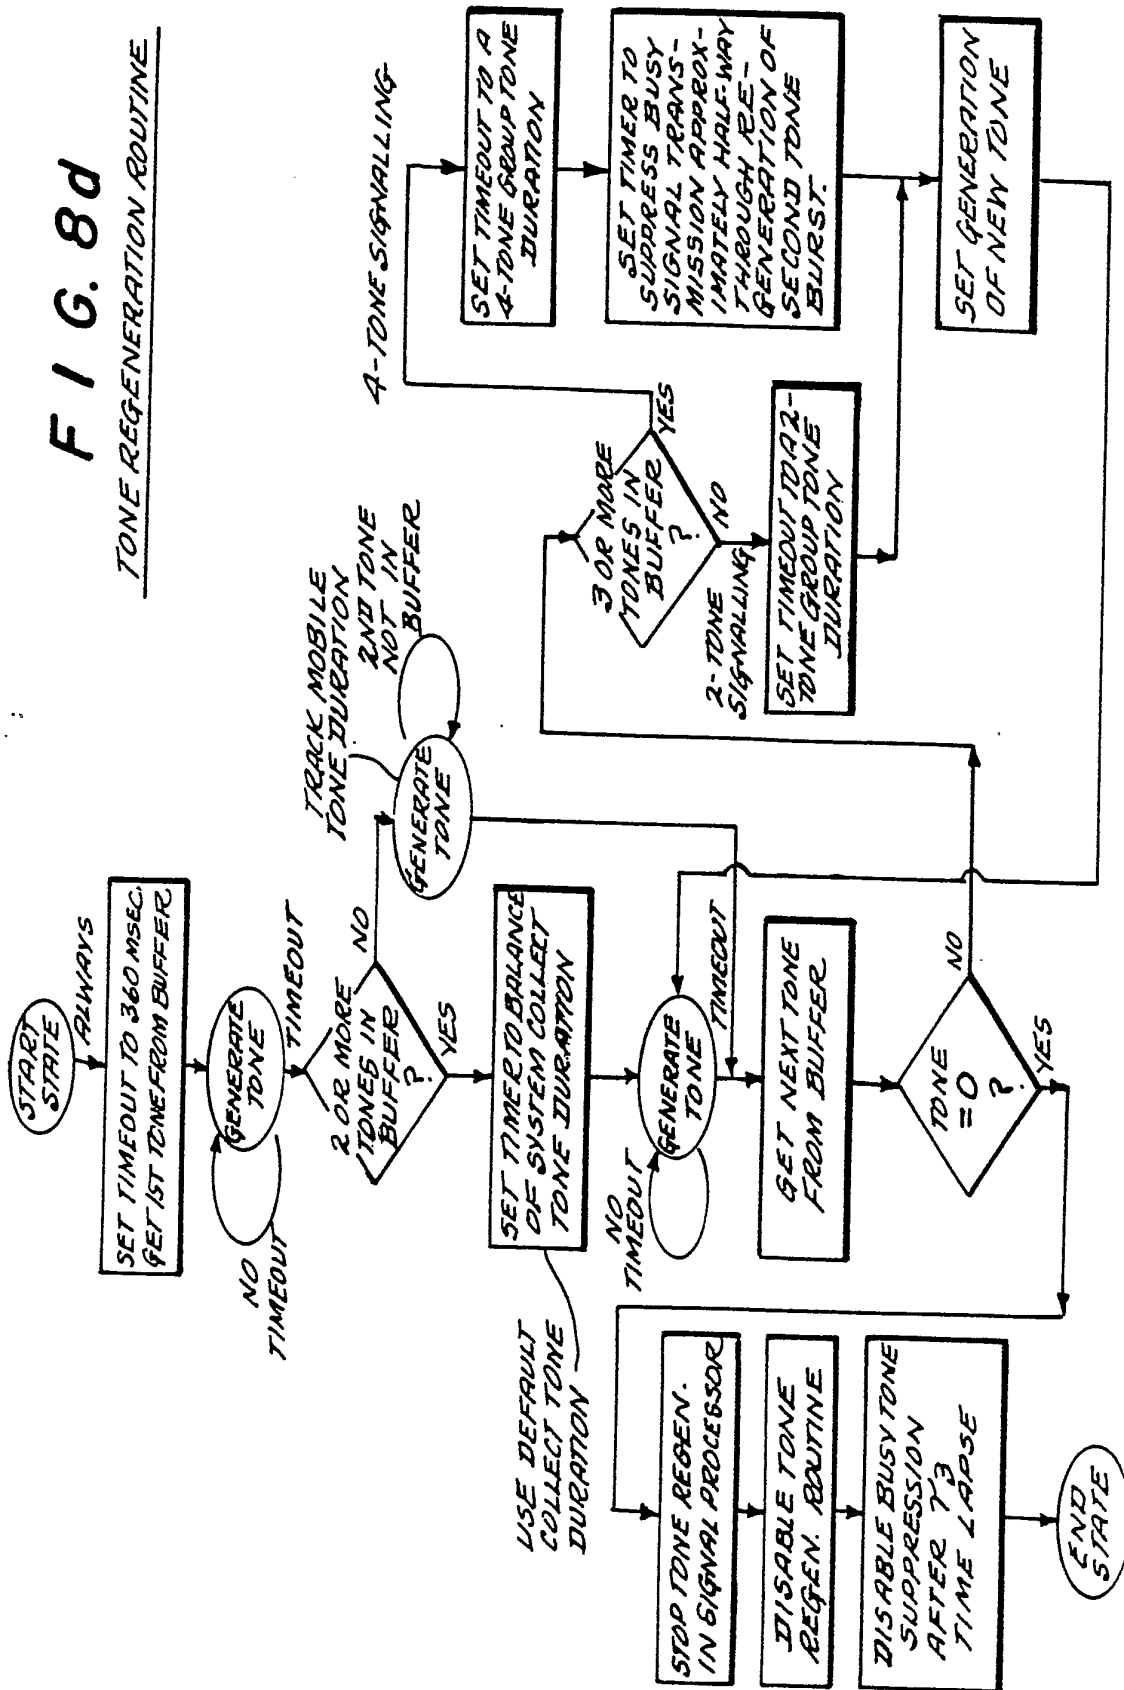 FIG. 8d
TONE REGENERATION ROUTINE
START
STATE
ALWAYS
SET TIMEOUT TO 360 MSEC.
GET 1ST TONE FROM BUFFER
GENERATE
TONE
NO
TIMEOUT
TIMEOUT
2 OR MORE
TONES IN
BUFFER
?
NO
YES
TRACK MOBILE
TONE DURATION
GENERATE
TONE
2ND TONE
NOT IN
BUFFER
SET TIMER TO BALANCE
OF SYSTEM COLLECT
TONE DURATION
USE DEFAULT
COLLECT TONE
DURATION
GENERATE
TONE
NO
TIMEOUT
TIMEOUT
GET NEXT TONE
FROM BUFFER
TONE
=0
?
NO
YES
3 OR MORE
TONES IN
BUFFER
?
YES
NO
4-TONE SIGNALLING
2-TONE
SIGNALLING
SET TIMEOUT TO A
4-TONE GROUP TONE
DURATION
SET TIMER TO
SUPPRESS BUSY
SIGNAL TRANS-
MISSION APPROX-
IMATELY HALF-WAY
THROUGH RE-
GENERATION OF
SECOND TONE
BURST.
SET TIMEOUT TO A 2-
TONE GROUP TONE
DURATION
SET GENERATION
OF NEW TONE
STOP TONE REGEN.
IN SIGNAL PROCESSOR
DISABLE TONE
REGEN. ROUTINE
DISABLE BUSY TONE
SUPPRESSION
AFTER T3
TIME LAPSE
END
STATE